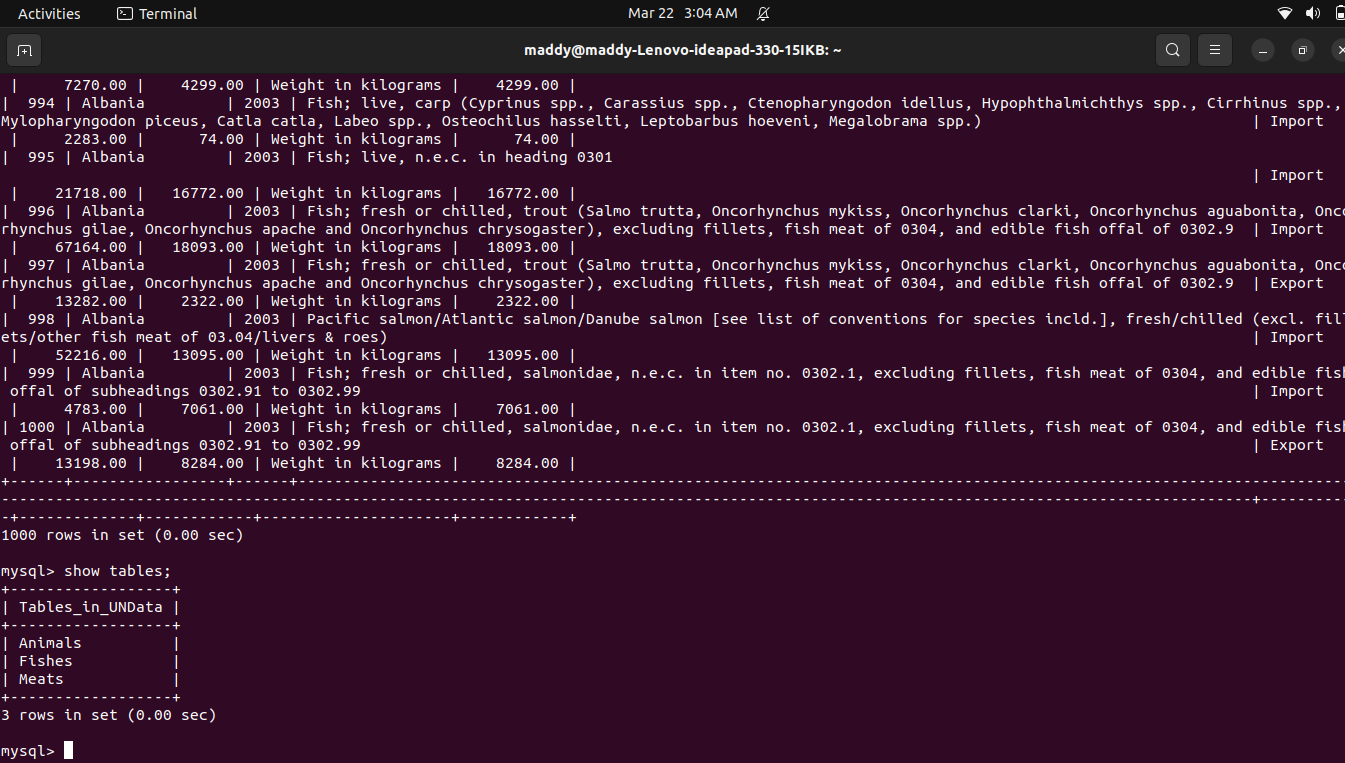 Activities Terminal Mar 22 3:04 AM
maddy@maddy-Lenovo-ideapad-330-15IKB: ~
| 7270.00 | 4299.00 | Weight in kilograms | 4299.00 |
| 994 | Albania | 2003 | Fish; live, carp (Cyprinus spp., Carassius spp., Ctenopharyngodon idellus, Hypophthalmichthys spp., Cirrhinus spp.,
Mylopharyngodon piceus, Catla catla, Labeo spp., Osteochilus hasselti, Leptobarbus hoeveni, Megalobrama spp.) | Import
| 2283.00 | 74.00 | Weight in kilograms | 74.00 |
| 995 | Albania | 2003 | Fish; live, n.e.c. in heading 0301
| Import
| 21718.00 | 16772.00 | Weight in kilograms | 16772.00 |
| 996 | Albania | 2003 | Fish; fresh or chilled, trout (Salmo trutta, Oncorhynchus mykiss, Oncorhynchus clarki, Oncorhynchus aguabonita, Onco
rhynchus gilae, Oncorhynchus apache and Oncorhynchus chrysogaster), excluding fillets, fish meat of 0304, and edible fish offal of 0302.9 | Import
| 67164.00 | 18093.00 | Weight in kilograms | 18093.00 |
| 997 | Albania | 2003 | Fish; fresh or chilled, trout (Salmo trutta, Oncorhynchus mykiss, Oncorhynchus clarki, Oncorhynchus aguabonita, Onco
rhynchus gilae, Oncorhynchus apache and Oncorhynchus chrysogaster), excluding fillets, fish meat of 0304, and edible fish offal of 0302.9 | Export
| 13282.00 | 2322.00 | Weight in kilograms | 2322.00 |
| 998 | Albania | 2003 | Pacific salmon/Atlantic salmon/Danube salmon [see list of conventions for species incld.], fresh/chilled (excl. fill
ets/other fish meat of 03.04/livers & roes) | Import
| 52216.00 | 13095.00 | Weight in kilograms | 13095.00 |
| 999 | Albania | 2003 | Fish; fresh or chilled, salmonidae, n.e.c. in item no. 0302.1, excluding fillets, fish meat of 0304, and edible fish
offal of subheadings 0302.91 to 0302.99 | Import
| 4783.00 | 7061.00 | Weight in kilograms | 7061.00 |
| 1000 | Albania | 2003 | Fish; fresh or chilled, salmonidae, n.e.c. in item no. 0302.1, excluding fillets, fish meat of 0304, and edible fish
offal of subheadings 0302.91 to 0302.99 | Export
| 13198.00 | 8284.00 | Weight in kilograms | 8284.00 |
1000 rows in set (0.00 sec)
mysql> show tables;
+------------------+
| Tables_in_UNData |
+------------------+
| Animals |
| Fishes |
| Meats |
+------------------+
3 rows in set (0.00 sec)
mysql>